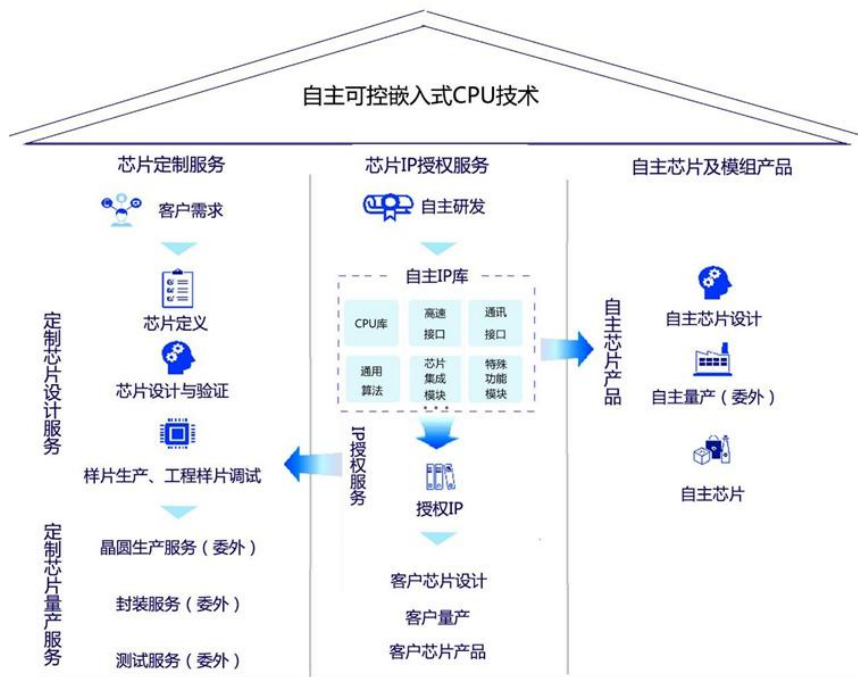 自主可控嵌入式CPU技术
芯片定制服务
客户需求
定制芯片设计服务
芯片定义
芯片设计与验证
样片生产、工程样片调试
定制芯片量产服务
晶圆生产服务（委外）
封装服务（委外）
测试服务（委外）
芯片IP授权服务
自主研发
自主IP库
CPU库
高速
接口
通讯
接口
通用
算法
芯片
集成
模块
特殊
功能
模块
IP授权服务
授权IP
客户芯片设计
客户量产
客户芯片产品
自主芯片及模组产品
自主芯片产品
自主芯片设计
自主量产（委外）
自主芯片